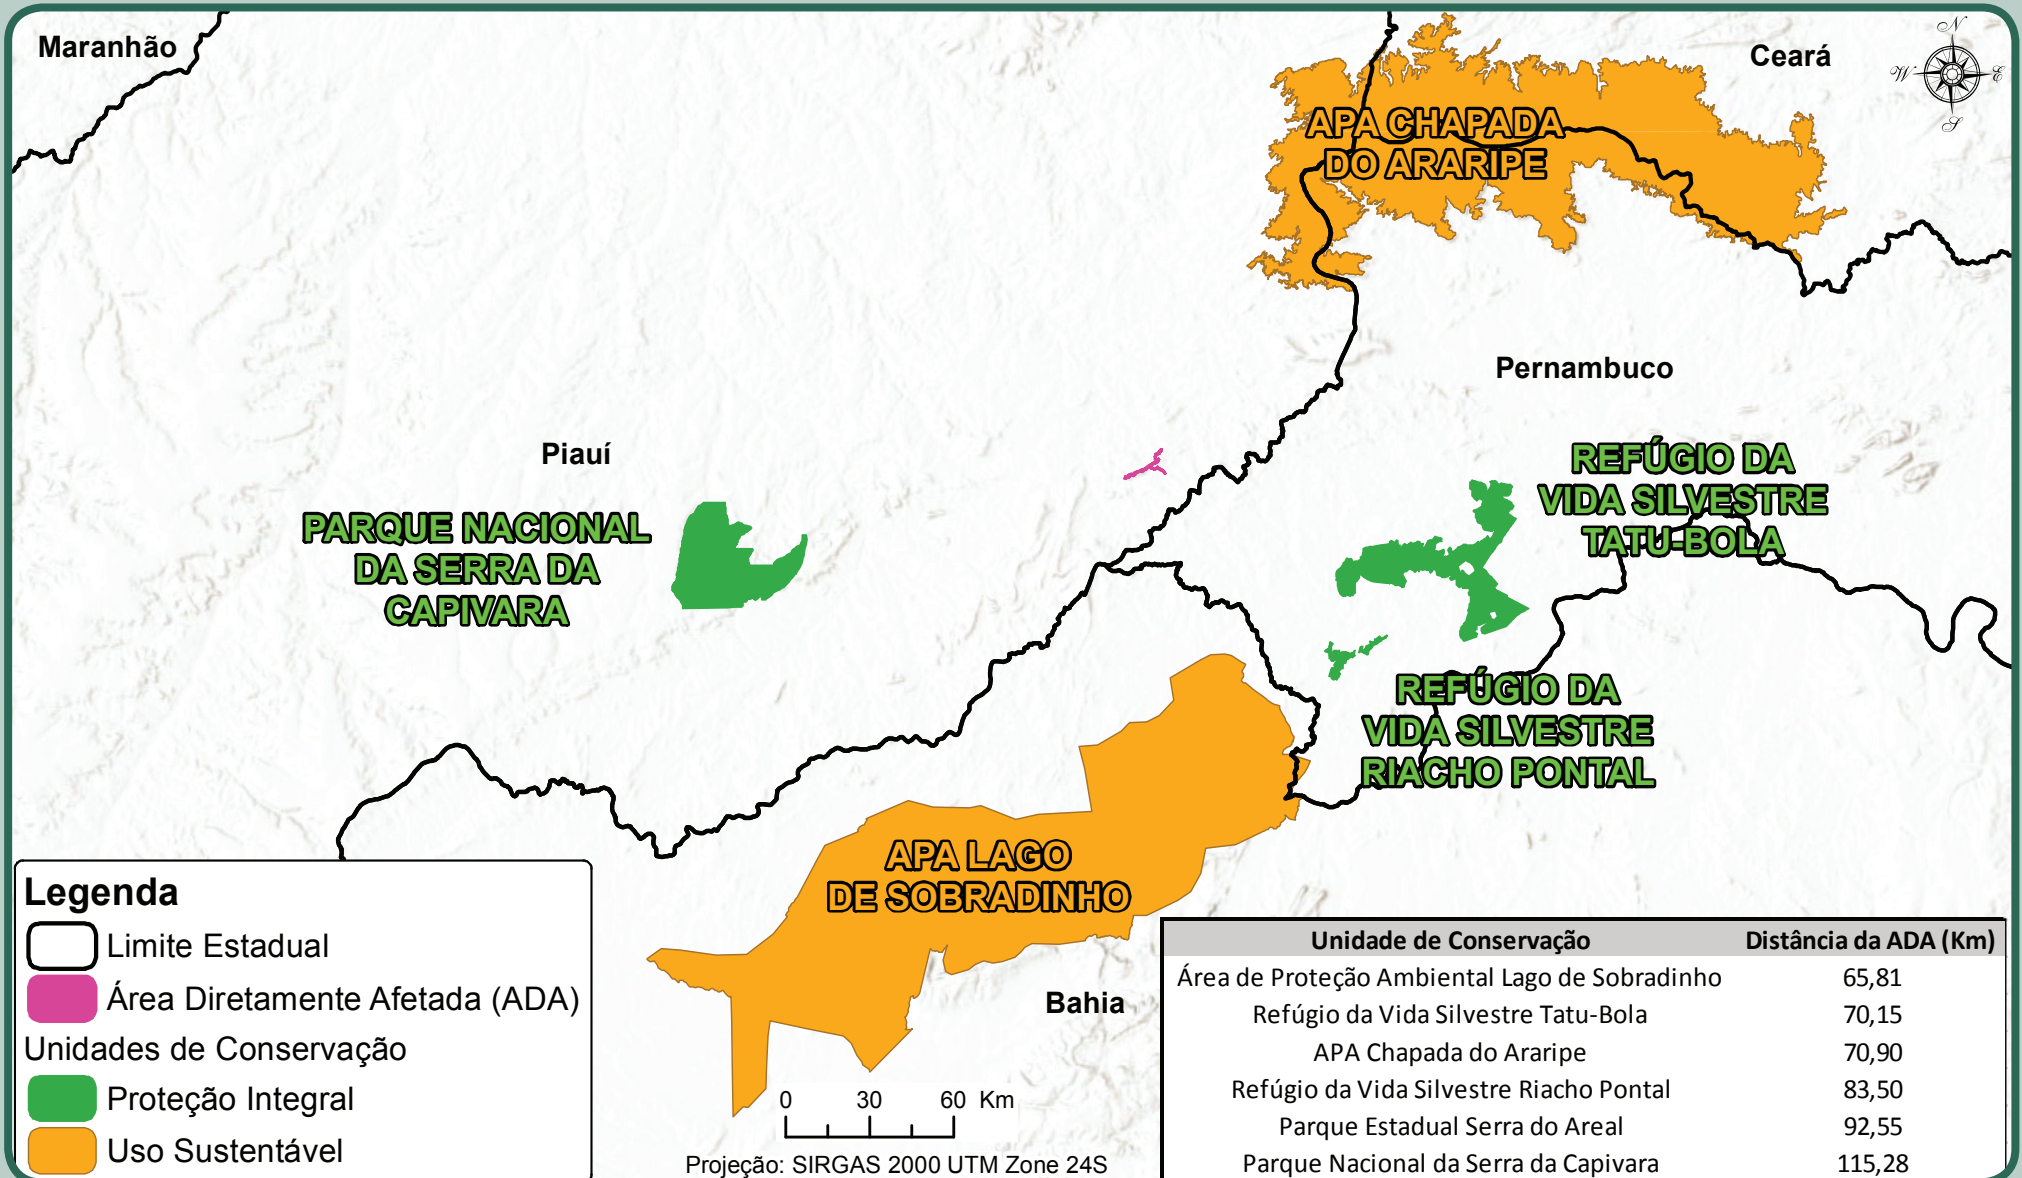 Maranhão
Ceará
N
W
E
S
APA CHAPADA
DO ARARIPE
Pernambuco
Piauí
REFÚGIO DA
VIDA SILVESTRE
TATU-BOLA
PARQUE NACIONAL
DA SERRA DA
CAPIVARA
REFÚGIO DA
VIDA SILVESTRE
RIACHO PONTAL
APA LAGO
DE SOBRADINHO
Bahia
Legenda
Limite Estadual
Área Diretamente Afetada (ADA)
Unidades de Conservação
Proteção Integral
Uso Sustentável
0 30 60 Km
Projeção: SIRGAS 2000 UTM Zone 24S
Unidade de Conservação Distância da ADA (Km)
Área de Proteção Ambiental Lago de Sobradinho 65,81
Refúgio da Vida Silvestre Tatu-Bola 70,15
APA Chapada do Araripe 70,90
Refúgio da Vida Silvestre Riacho Pontal 83,50
Parque Estadual Serra do Areal 92,55
Parque Nacional da Serra da Capivara 115,28